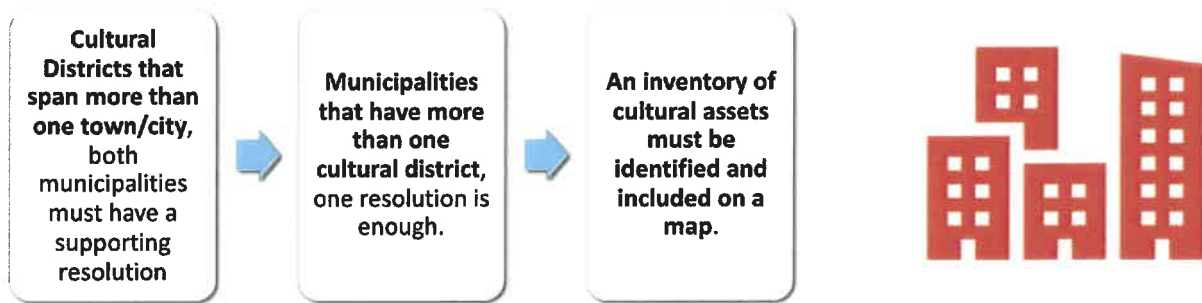 Cultural
Districts that
span more than
one town/city,
both
municipalities
must have a
supporting
resolution
Municipalities
that have more
than one
cultural district,
one resolution is
enough.
An inventory of
cultural assets
must be
identified and
included on a
map.